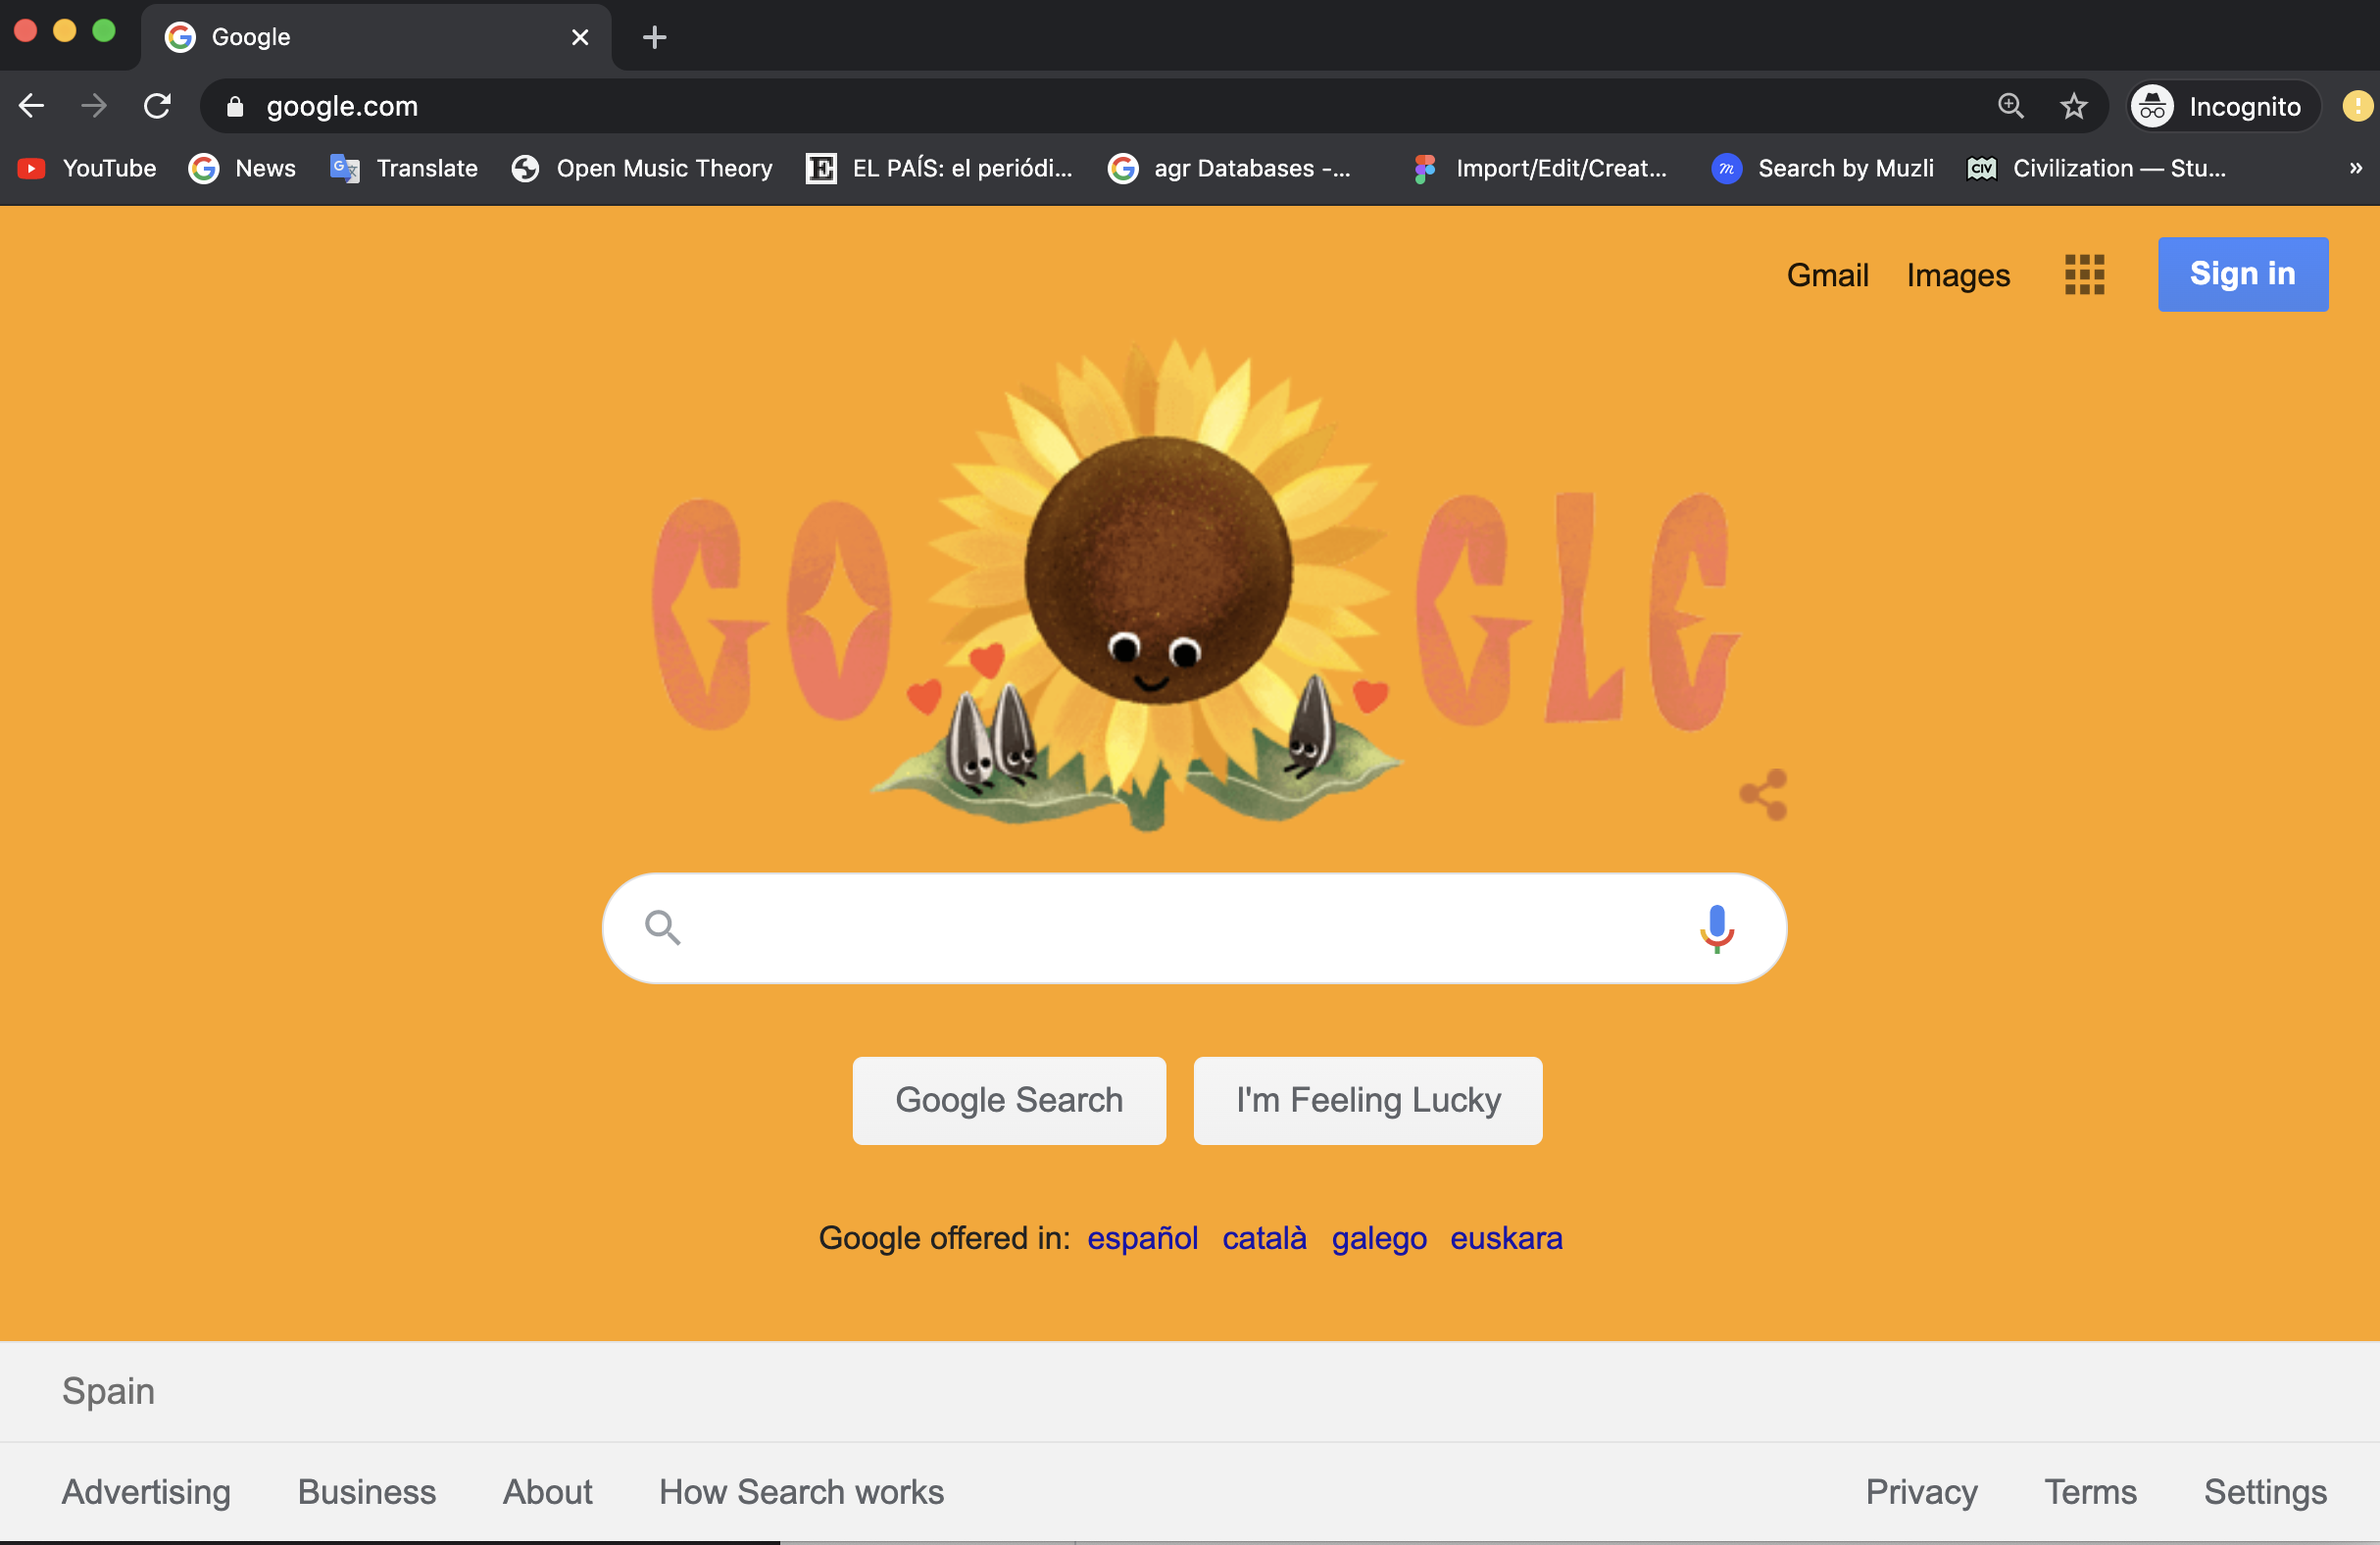 Google
google.com
Incognito
YouTube News Translate Open Music Theory EL PAÍS: el periódi... agr Databases -... Import/Edit/Creat... Search by Muzli Civilization — Stu... »
Gmail Images Sign in
GO GLE
Google Search I'm Feeling Lucky
Google offered in: español català galego euskara
Spain
Advertising Business About How Search works Privacy Terms Settings